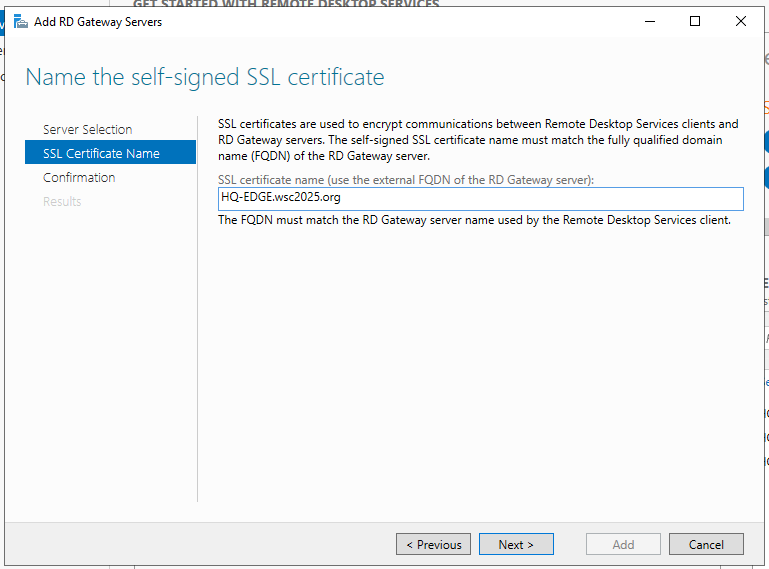 GET STARTED WITH REMOTE DESKTOP SERVICES
Add RD Gateway Servers
Name the self-signed SSL certificate
Server Selection
SSL Certificate Name
Confirmation
Results
SSL certificates are used to encrypt communications between Remote Desktop Services clients and
RD Gateway servers. The self-signed SSL certificate name must match the fully qualified domain
name (FQDN) of the RD Gateway server.
SSL certificate name (use the external FQDN of the RD Gateway server):
HQ-EDGE.wsc2025.org
The FQDN must match the RD Gateway server name used by the Remote Desktop Services client.
< Previous
Next >
Add
Cancel